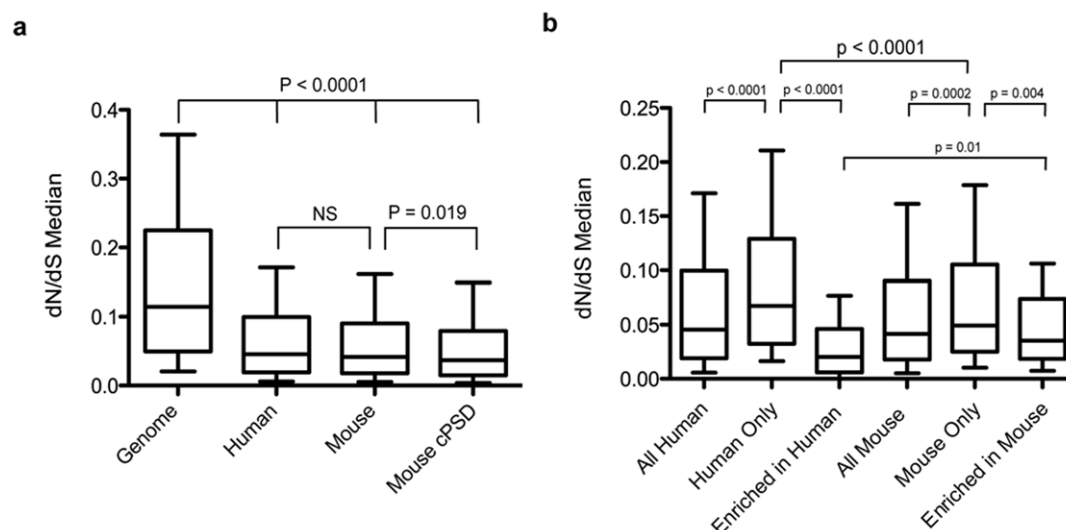 a
P < 0.0001
0.4
0.3
0.2
0.1
0.0
dN/dS Median
NS
P = 0.019
Genome
Human
Mouse
Mouse cPSD
b
p < 0.0001
p < 0.0001
p < 0.0001
p = 0.0002
p = 0.004
p = 0.01
0.25
0.20
0.15
0.10
0.05
0.00
dN/dS Median
All Human
Human Only
Enriched in Human
All Mouse
Mouse Only
Enriched in Mouse